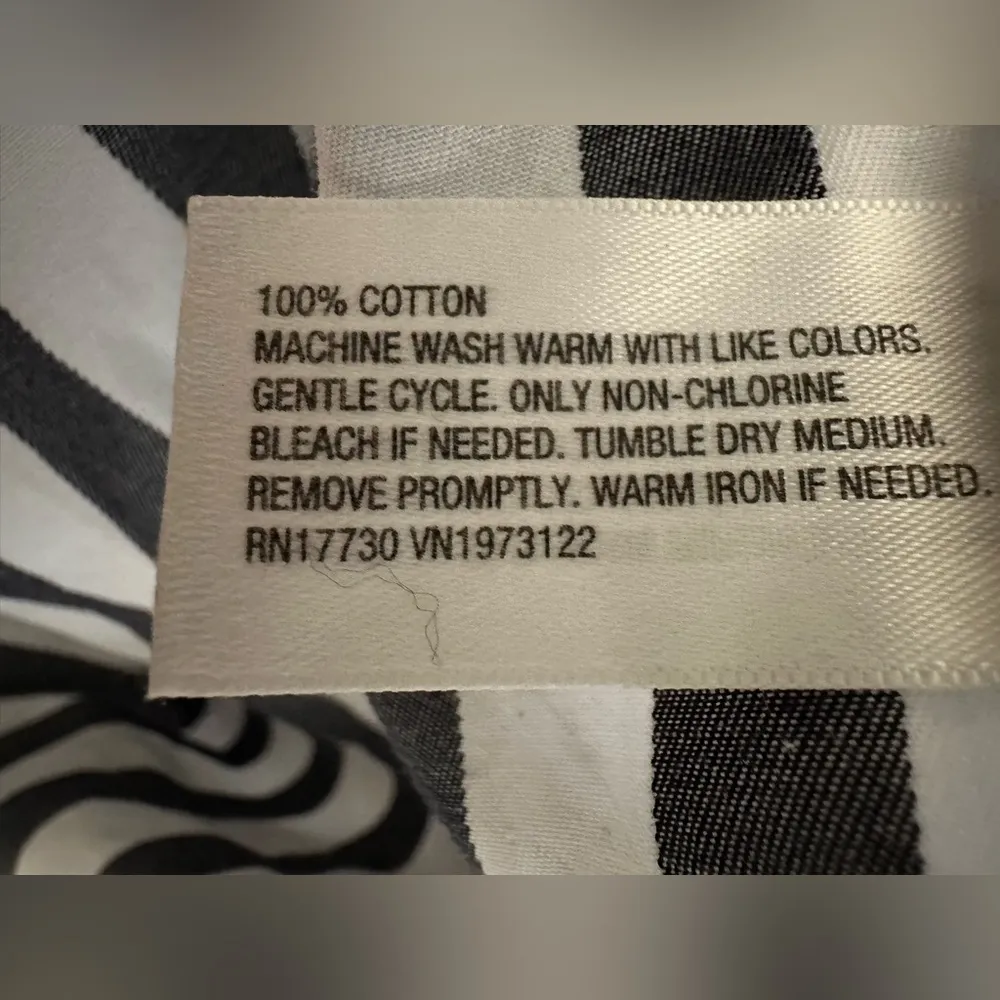 100% COTTON
MACHINE WASH WARM WITH LIKE COLORS.
GENTLE CYCLE. ONLY NON-CHLORINE
BLEACH IF NEEDED. TUMBLE DRY MEDIUM.
REMOVE PROMPTLY. WARM IRON IF NEEDED.
RN17730 VN1973122